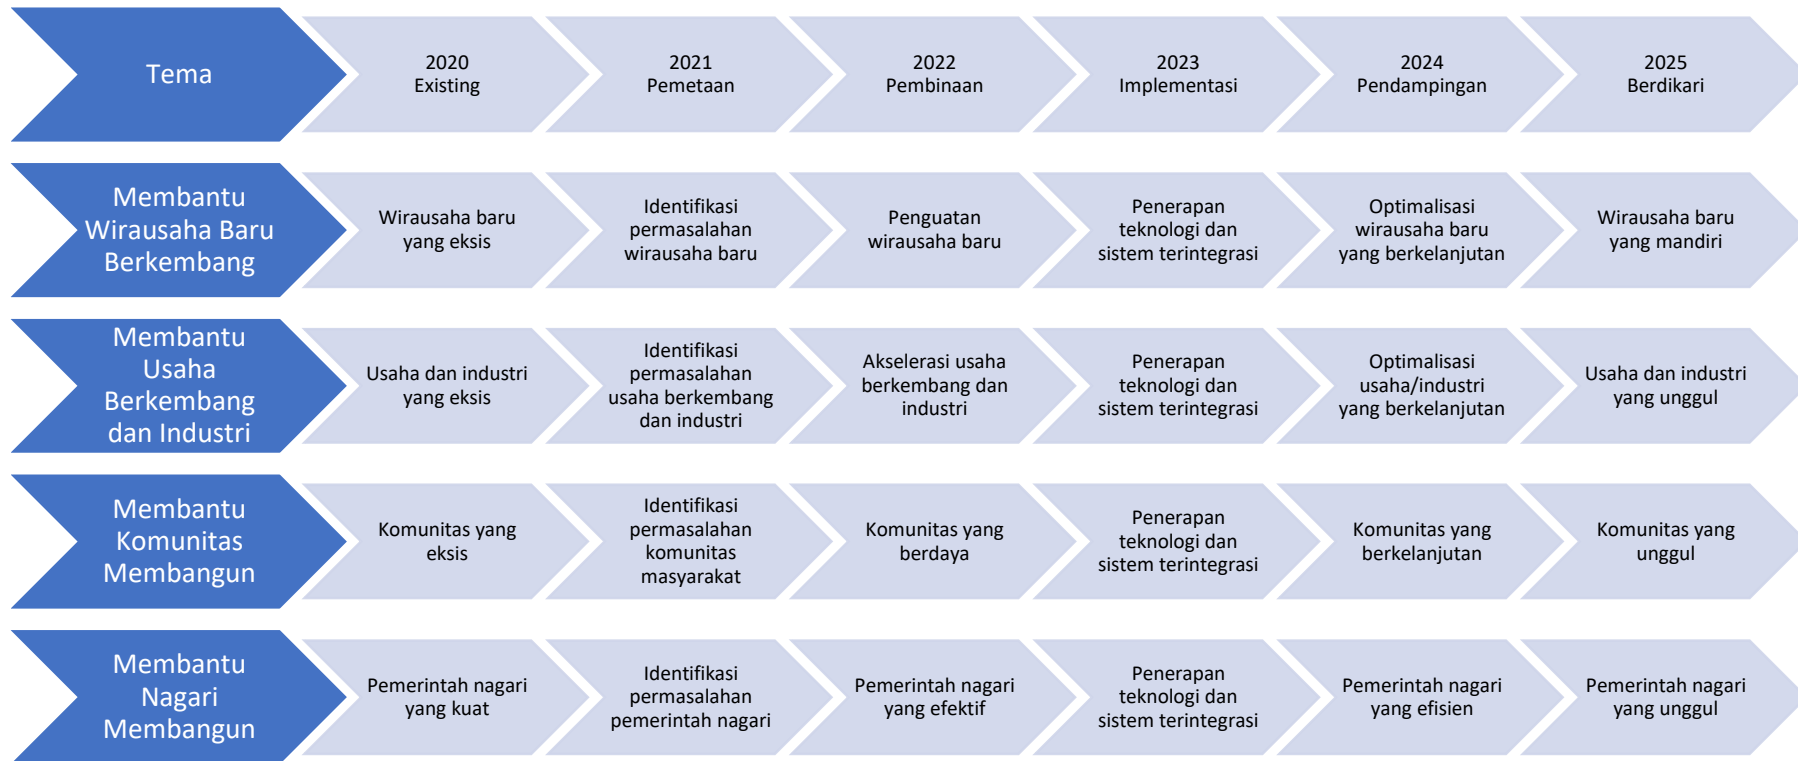 Tema
2020
Existing
2021
Pemetaan
2022
Pembinaan
2023
Implementasi
2024
Pendampingan
2025
Berdikari
Membantu
Wirausaha Baru
Berkembang
Wirausaha baru
yang eksis
Identifikasi
permasalahan
wirausaha baru
Penguatan
wirausaha baru
Penerapan
teknologi dan
sistem terintegrasi
Optimalisasi
wirausaha baru
yang berkelanjutan
Wirausaha baru
yang mandiri
Membantu
Usaha
Berkembang
dan Industri
Usaha dan industri
yang eksis
Identifikasi
permasalahan
usaha berkembang
dan industri
Akselerasi usaha
berkembang dan
industri
Penerapan
teknologi dan
sistem terintegrasi
Optimalisasi
usaha/industri
yang berkelanjutan
Usaha dan industri
yang unggul
Membantu
Komunitas
Membangun
Komunitas yang
eksis
Identifikasi
permasalahan
komunitas
masyarakat
Komunitas yang
berdaya
Penerapan
teknologi dan
sistem terintegrasi
Komunitas yang
berkelanjutan
Komunitas yang
unggul
Membantu
Nagari
Membangun
Pemerintah nagari
yang kuat
Identifikasi
permasalahan
pemerintah nagari
Pemerintah nagari
yang efektif
Penerapan
teknologi dan
sistem terintegrasi
Pemerintah nagari
yang efisien
Pemerintah nagari
yang unggul